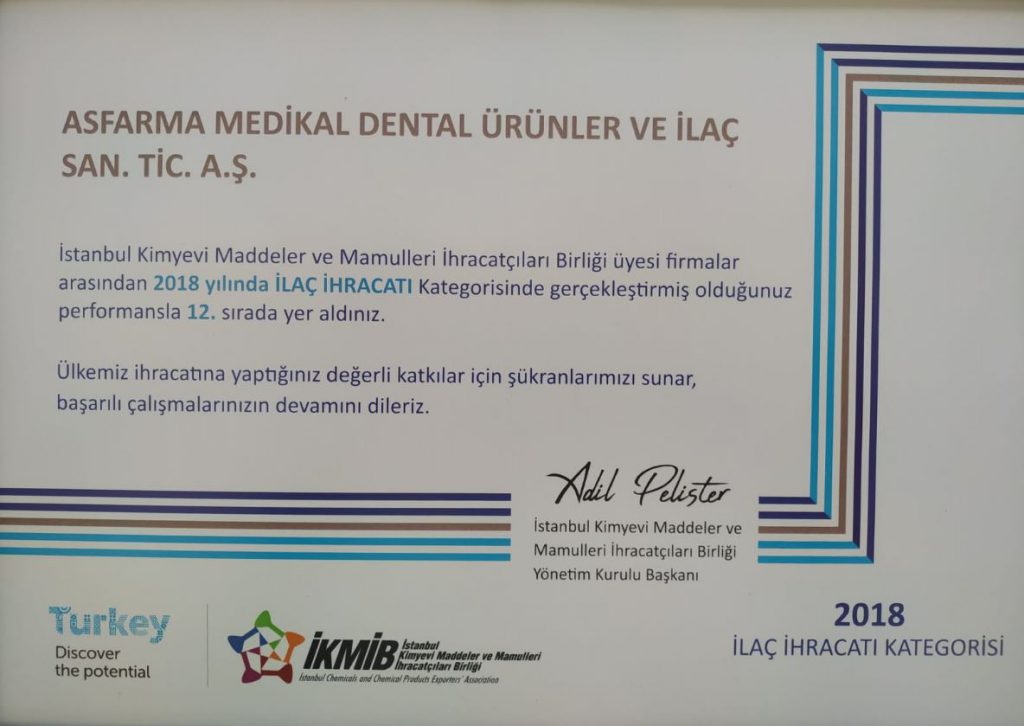 ASFARMA MEDİKAL DENTAL ÜRÜNLER VE İLAÇ
SAN. TİC. A.Ş.
İstanbul Kimyevi Maddeler ve Mamulleri İhracatçıları Birliği üyesi firmalar
arasından 2018 yılında İLAÇ İHRACATI Kategorisinde gerçekleştirmiş olduğunuz
performansla 12. sırada yer aldınız.
Ülkemiz ihracatına yaptığınız değerli katkılar için şükranlarımızı sunar,
başarılı çalışmalarınızın devamını dileriz.
Adil Pelişter
İstanbul Kimyevi Maddeler ve
Mamulleri İhracatçıları Birliği
Yönetim Kurulu Başkanı
Turkey
Discover
the potential
İKMİB
İstanbul
Kimyevi Maddeler ve Mamulleri
İhracatçıları Birliği
Istanbul Chemicals and Chemical Products Exporters' Association
2018
İLAÇ İHRACATI KATEGORİSİ